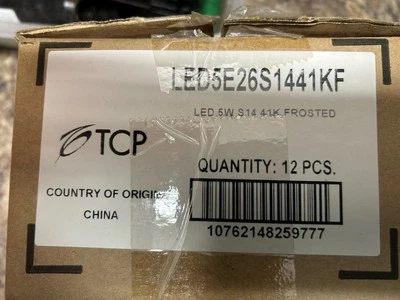 LED5E26S1441KF
LED 5W S14 41K FROSTED
TCP
QUANTITY: 12 PCS.
COUNTRY OF ORIGIN
CHINA
10762148259777